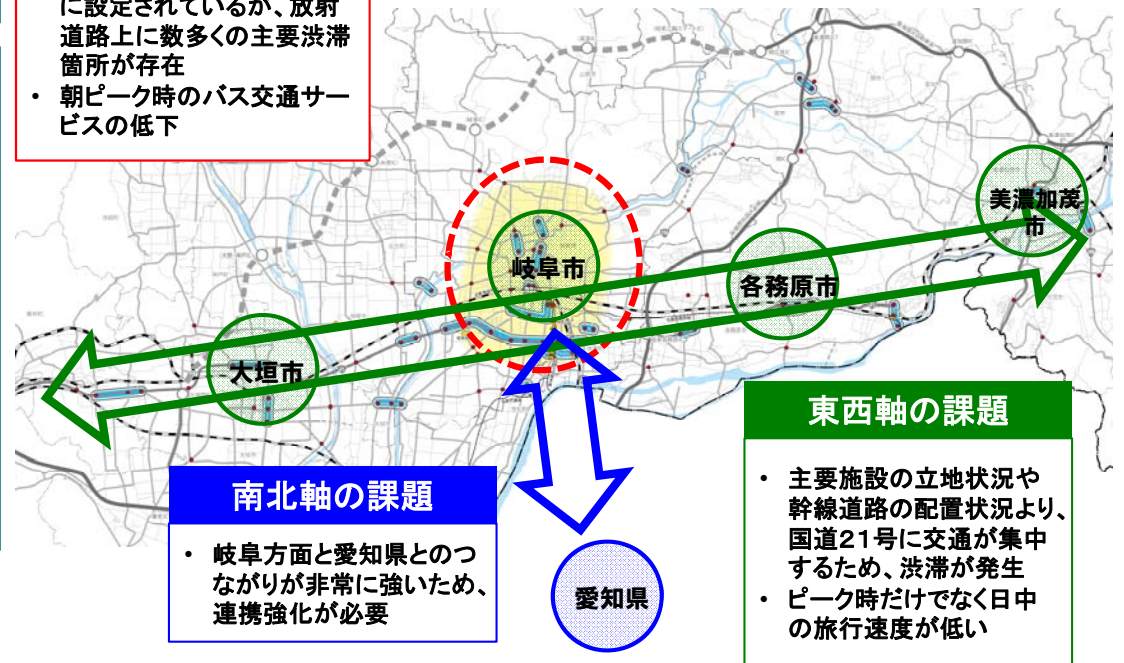 に設定されているが、放射
道路上に数多くの主要渋滞
箇所が存在
・ 朝ピーク時のバス交通サー
ビスの低下
美濃加茂
市
岐阜市
各務原市
大垣市
東西軸の課題
・ 主要施設の立地状況や
幹線道路の配置状況より、
国道21号に交通が集中
するため、渋滞が発生
・ ピーク時だけでなく日中
の旅行速度が低い
南北軸の課題
・ 岐阜方面と愛知県とのつ
ながりが非常に強いため、
連携強化が必要
愛知県